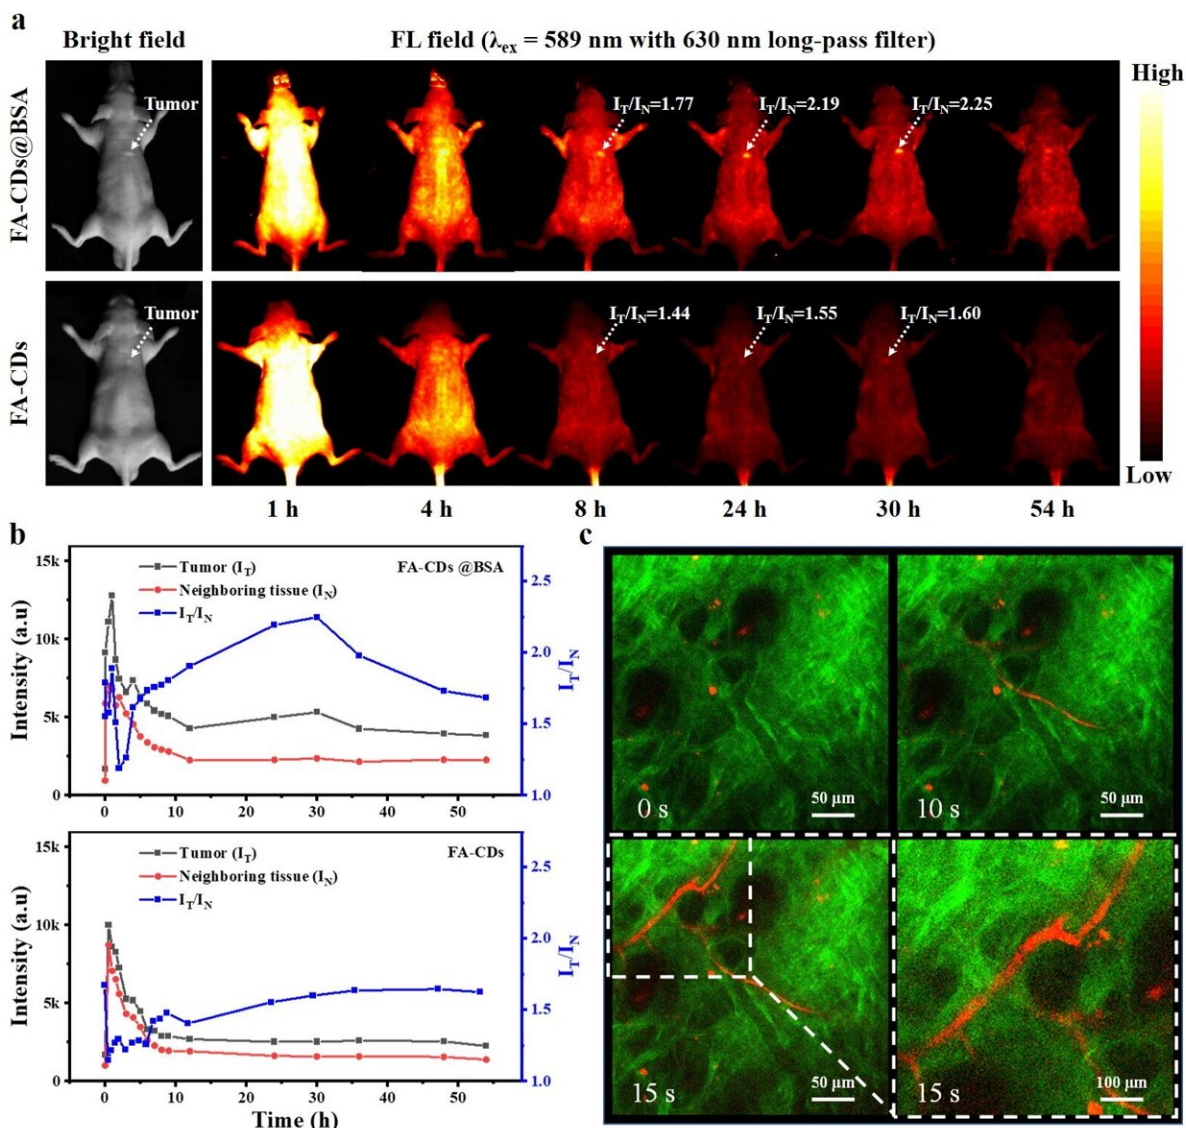 a
Bright field
FL field (λex = 589 nm with 630 nm long-pass filter)
High
FA-CDs@BSA
Tumor
IT/IN=1.77
IT/IN=2.19
IT/IN=2.25
FA-CDs
Tumor
IT/IN=1.44
IT/IN=1.55
IT/IN=1.60
Low
1 h
4 h
8 h
24 h
30 h
54 h
b
15k
10k
5k
0
Intensity (a.u)
Tumor (IT)
Neighboring tissue (IN)
IT/IN
FA-CDs @BSA
2.5
2.0
1.5
1.0
IT/IN
0 10 20 30 40 50
15k
10k
5k
0
Intensity (a.u)
Tumor (IT)
Neighboring tissue (IN)
IT/IN
FA-CDs
2.5
2.0
1.5
1.0
IT/IN
0 10 20 30 40 50
Time (h)
c
0 s
50 µm
10 s
50 µm
15 s
50 µm
15 s
100 µm